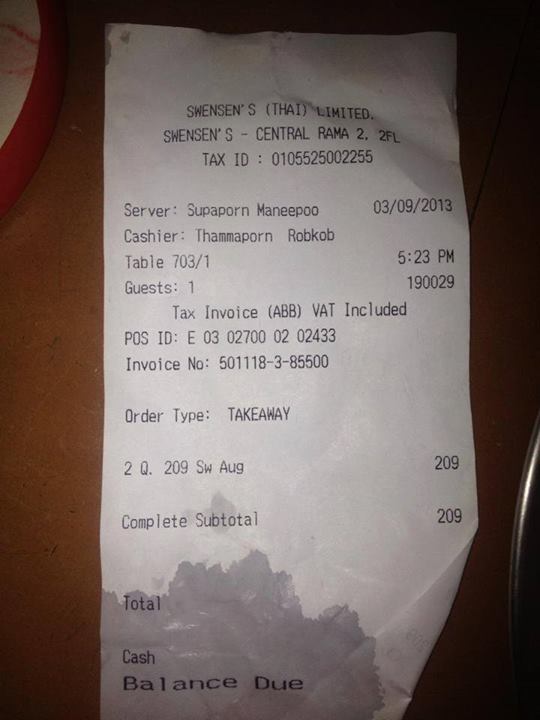 SWENSEN'S (THAI) LIMITED.
SWENSEN'S - CENTRAL RAMA 2, 2FL
TAX ID : 0105525002255
Server: Supaporn Maneepoo 03/09/2013
Cashier: Thammaporn Robkob
Table 703/1 5:23 PM
Guests: 1 190029
Tax Invoice (ABB) VAT Included
POS ID: E 03 02700 02 02433
Invoice No: 501118-3-85500
Order Type: TAKEAWAY
2 Q. 209 Sw Aug 209
Complete Subtotal 209
Total
Cash
Balance Due